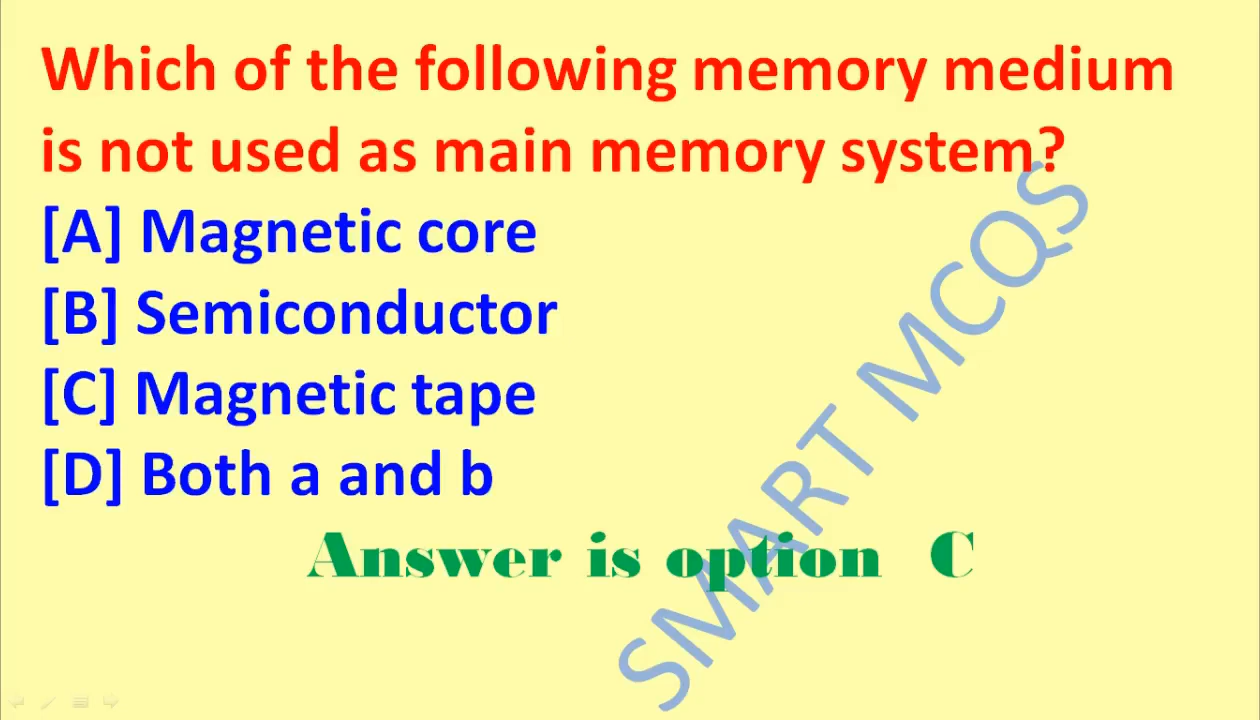 Which of the following memory medium
is not used as main memory system?
[A] Magnetic core
[B] Semiconductor
[C] Magnetic tape
[D] Both a and b
Answer is option C
SMART MCQS